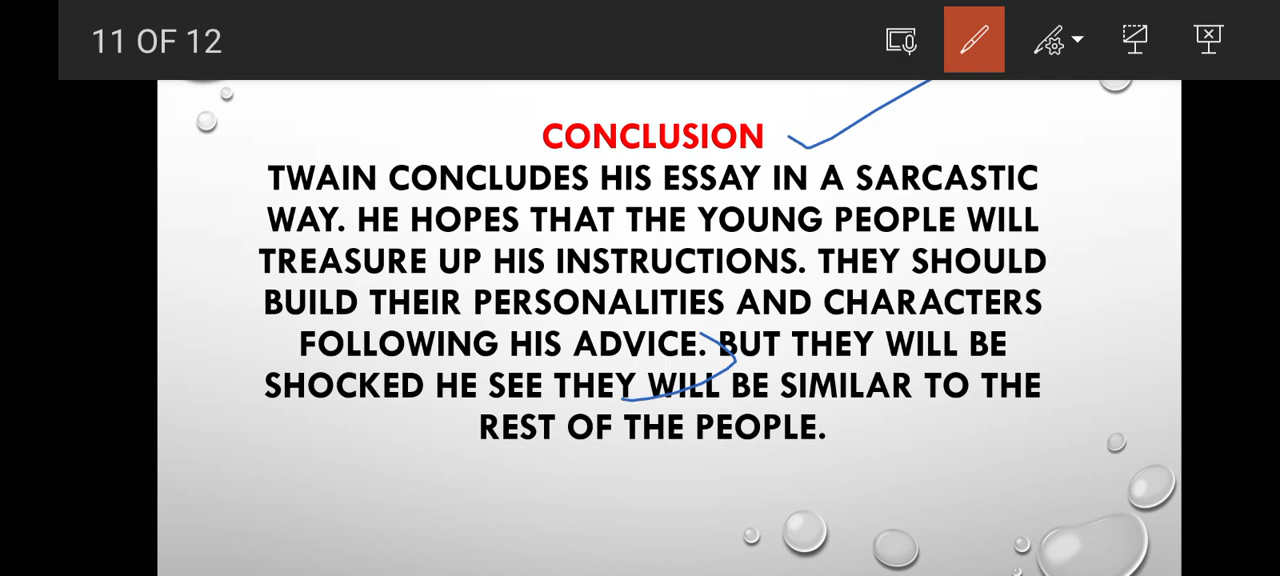 11 OF 12
CONCLUSION
TWAIN CONCLUDES HIS ESSAY IN A SARCASTIC
WAY. HE HOPES THAT THE YOUNG PEOPLE WILL
TREASURE UP HIS INSTRUCTIONS. THEY SHOULD
BUILD THEIR PERSONALITIES AND CHARACTERS
FOLLOWING HIS ADVICE. BUT THEY WILL BE
SHOCKED HE SEE THEY WILL BE SIMILAR TO THE
REST OF THE PEOPLE.